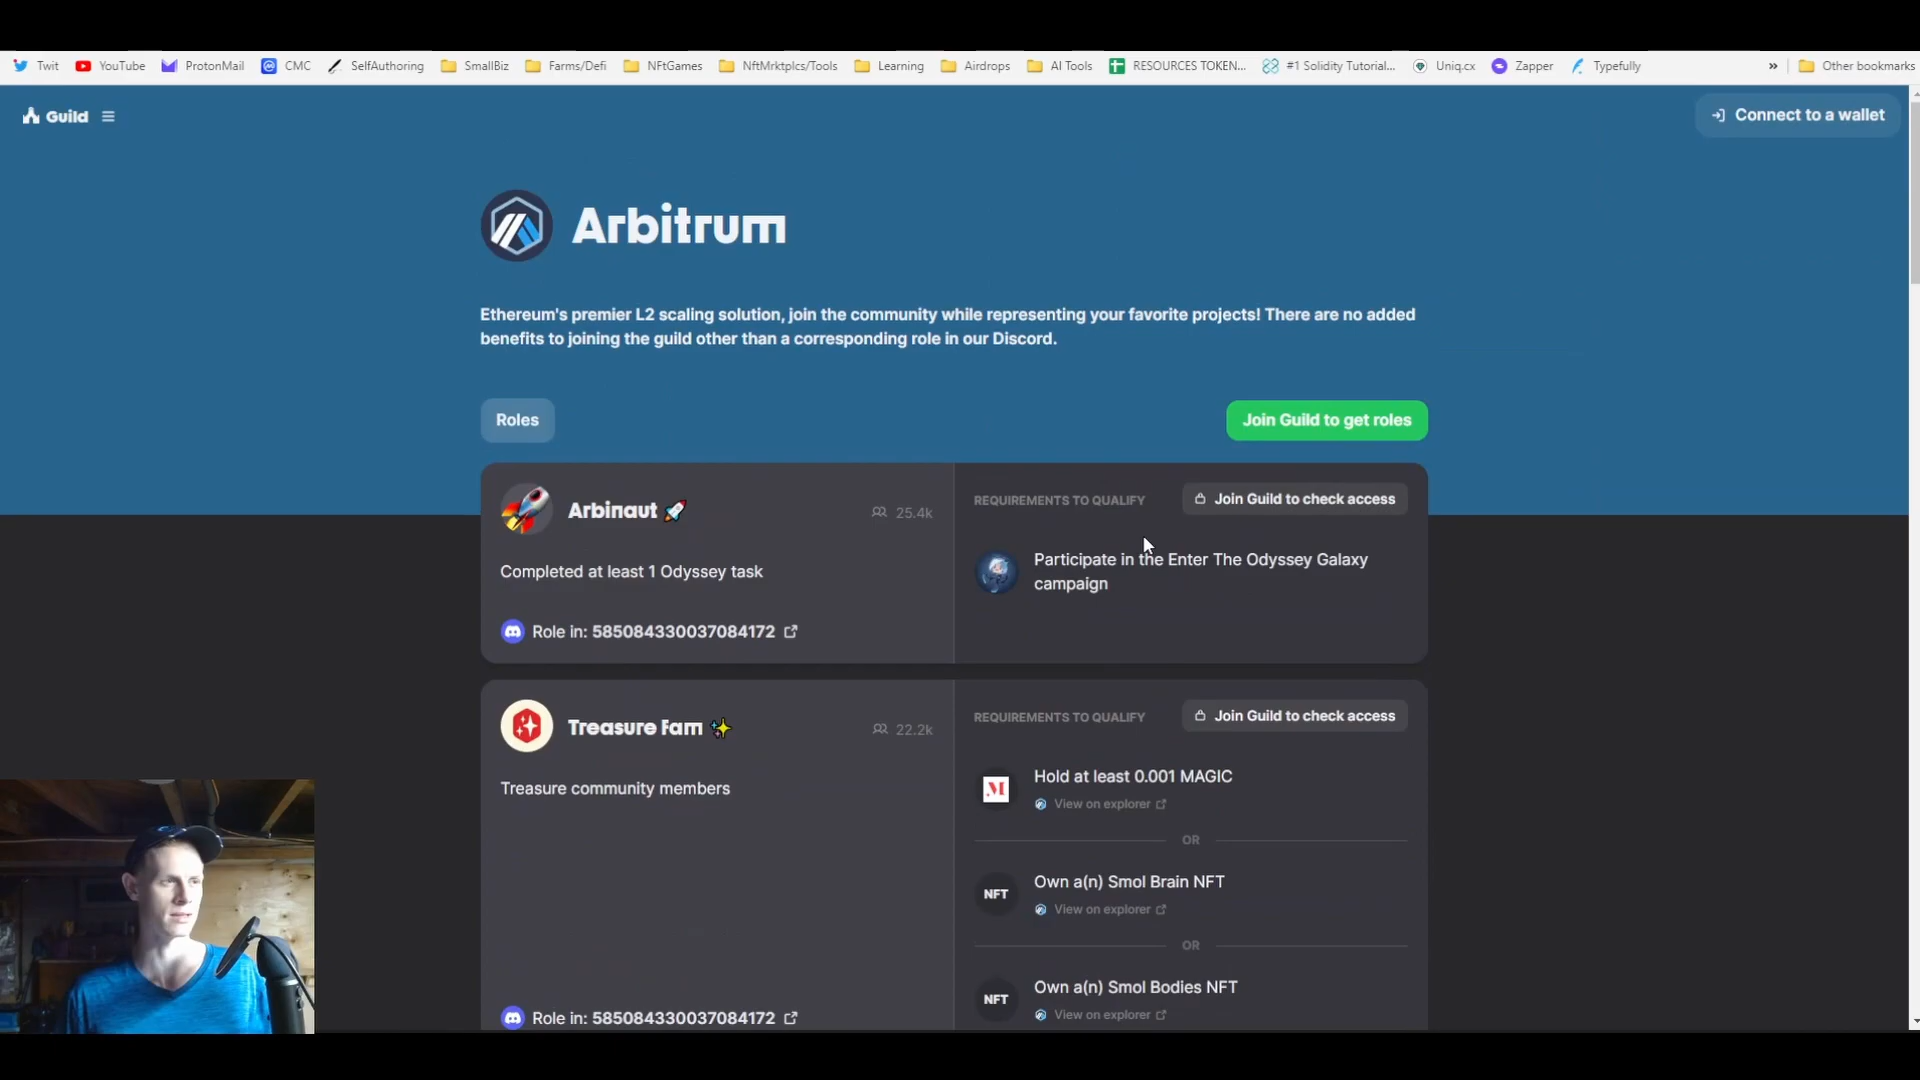 Twit YouTube ProtonMail CMC SelfAuthoring SmallBiz Farms/Defi NFtGames NftMrktplcs/Tools Learning Airdrops AI Tools RESOURCES TOKEN... #1 Solidity Tutorial... Uniq.cx Zapper Typefully » Other bookmarks
Guild
Connect to a wallet
Arbitrum
Ethereum's premier L2 scaling solution, join the community while representing your favorite projects! There are no added
benefits to joining the guild other than a corresponding role in our Discord.
Roles
Join Guild to get roles
Arbinaut 🚀
25.4k
Completed at least 1 Odyssey task
Role in: 585084330037084172
REQUIREMENTS TO QUALIFY
Join Guild to check access
Participate in the Enter The Odyssey Galaxy
campaign
Treasure Fam ✨
22.2k
Treasure community members
Role in: 585084330037084172
REQUIREMENTS TO QUALIFY
Join Guild to check access
M
Hold at least 0.001 MAGIC
View on explorer
OR
NFT
Own a(n) Smol Brain NFT
View on explorer
OR
NFT
Own a(n) Smol Bodies NFT
View on explorer